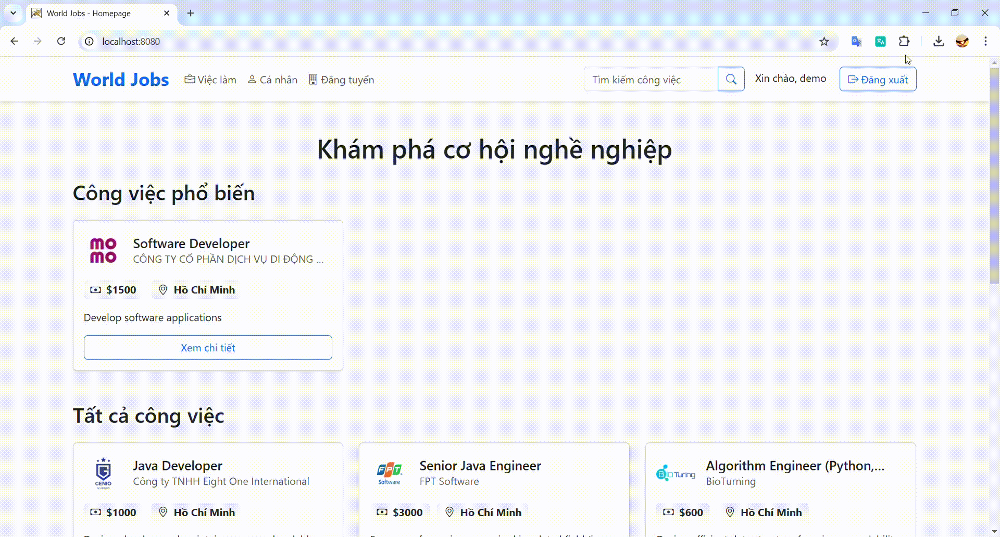 World Jobs - Homepage
localhost:8080
World Jobs Việc làm Cá nhân Đăng tuyển Tìm kiếm công việc Xin chào, demo Đăng xuất
Khám phá cơ hội nghề nghiệp
Công việc phổ biến
mo
mo
Software Developer
CÔNG TY CỔ PHẦN DỊCH VỤ DI ĐỘNG ...
$1500 Hồ Chí Minh
Develop software applications
Xem chi tiết
Tất cả công việc
GENIO
ACADEMY
Java Developer
Công ty TNHH Eight One International
$1000 Hồ Chí Minh
FPT
Software
Senior Java Engineer
FPT Software
$3000 Hồ Chí Minh
BioTuring
Algorithm Engineer (Python,...
BioTurning
$600 Hồ Chí Minh